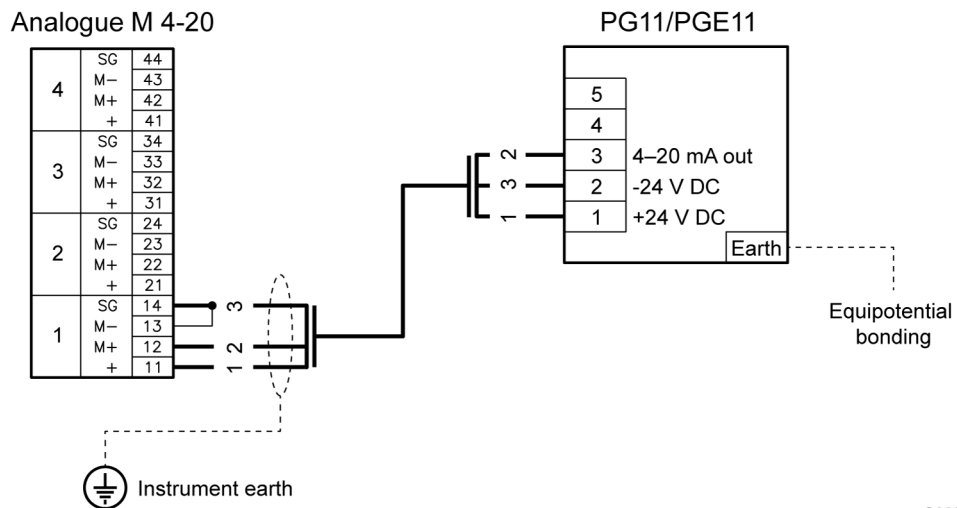 Analogue M 4-20
PG11/PGE11
4
SG 44
M− 43
M+ 42
+ 41
3
SG 34
M− 33
M+ 32
+ 31
2
SG 24
M− 23
M+ 22
+ 21
1
SG 14
M− 13
M+ 12
+ 11
3
2
1
2
3
1
5
4
3 4–20 mA out
2 -24 V DC
1 +24 V DC
Earth
Equipotential
bonding
Instrument earth